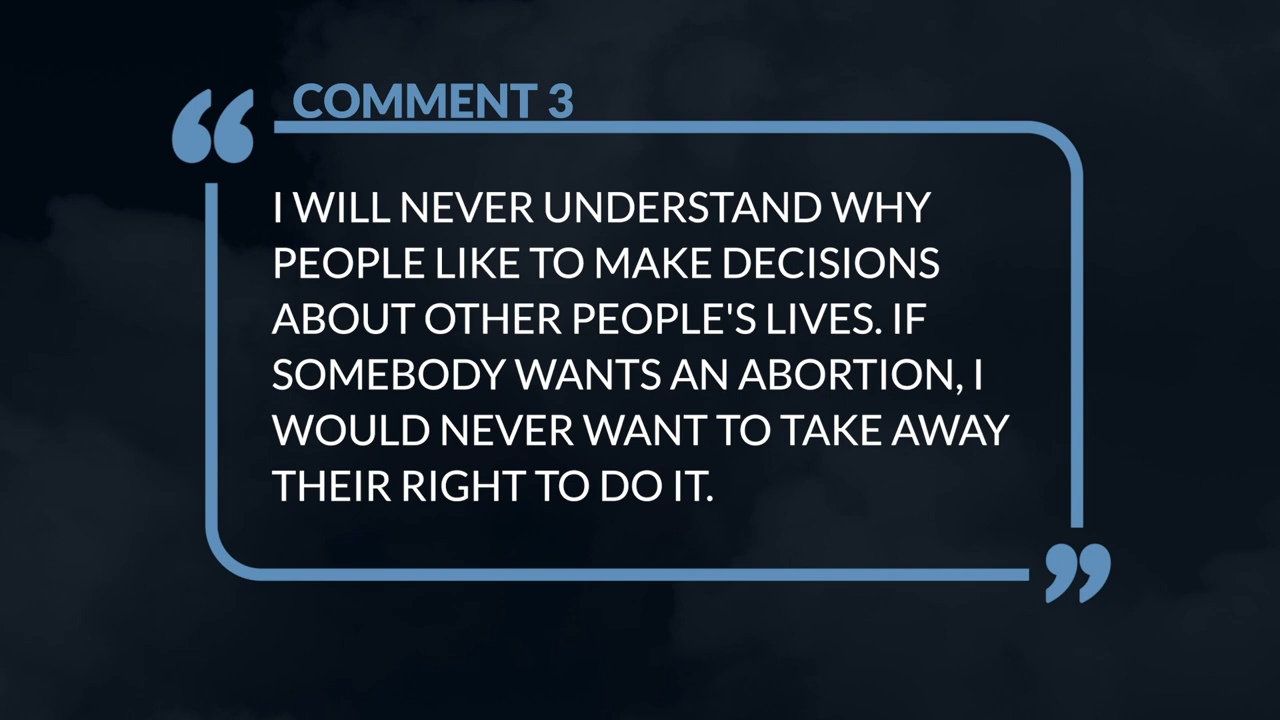 COMMENT 3
I WILL NEVER UNDERSTAND WHY
PEOPLE LIKE TO MAKE DECISIONS
ABOUT OTHER PEOPLE'S LIVES. IF
SOMEBODY WANTS AN ABORTION, I
WOULD NEVER WANT TO TAKE AWAY
THEIR RIGHT TO DO IT.